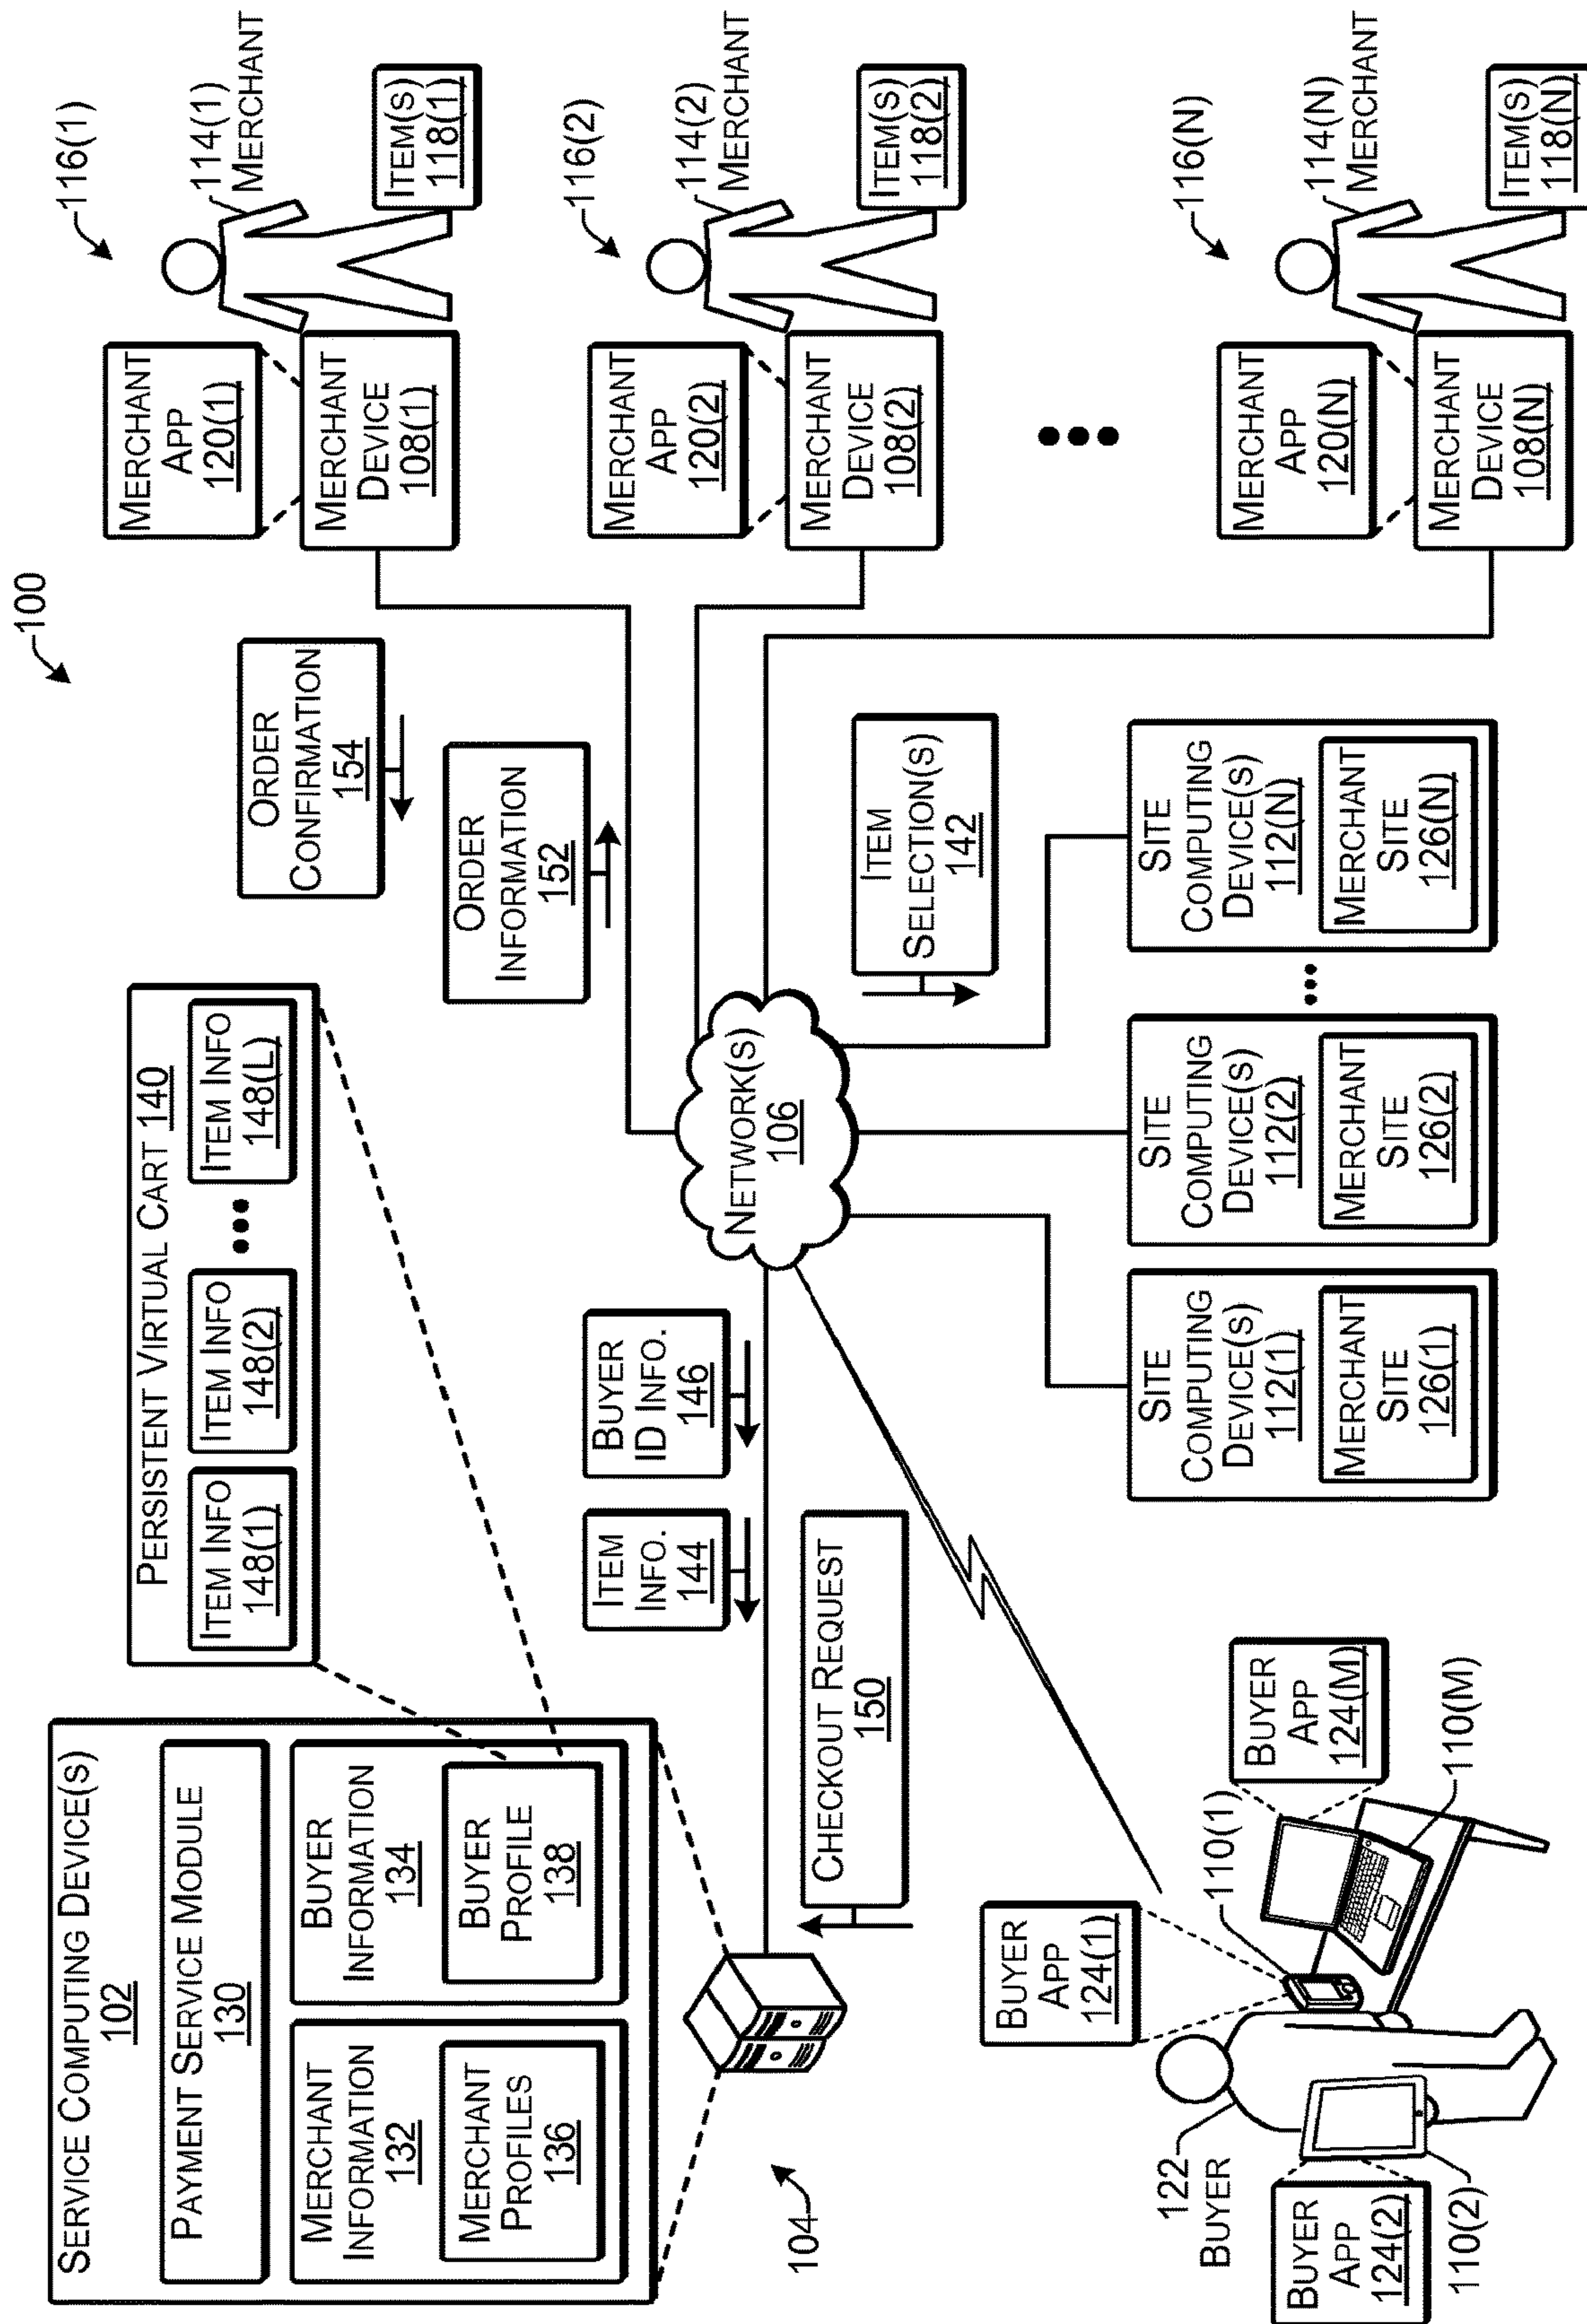 100
SERVICE COMPUTING DEVICE(S)
102
PAYMENT SERVICE MODULE
130
MERCHANT
INFORMATION
132
MERCHANT
PROFILES
136
BUYER
INFORMATION
134
BUYER
PROFILE
138
104
PERSISTENT VIRTUAL CART 140
ITEM INFO
148(1)
ITEM INFO
148(2)
ITEM INFO
148(L)
ORDER
CONFIRMATION
154
ORDER
INFORMATION
152
ITEM
INFO.
144
BUYER
ID INFO.
146
CHECKOUT REQUEST
150
NETWORK(S)
106
ITEM
SELECTION(S)
142
MERCHANT
APP
120(1)
MERCHANT
DEVICE
108(1)
116(1)
114(1)
MERCHANT
ITEM(S)
118(1)
MERCHANT
APP
120(2)
MERCHANT
DEVICE
108(2)
116(2)
114(2)
MERCHANT
ITEM(S)
118(2)
MERCHANT
APP
120(N)
MERCHANT
DEVICE
108(N)
116(N)
114(N)
MERCHANT
ITEM(S)
118(N)
122
BUYER
BUYER
APP
124(1)
110(1)
BUYER
APP
124(2)
110(2)
BUYER
APP
124(M)
110(M)
SITE
COMPUTING
DEVICE(S)
112(1)
MERCHANT
SITE
126(1)
SITE
COMPUTING
DEVICE(S)
112(2)
MERCHANT
SITE
126(2)
SITE
COMPUTING
DEVICE(S)
112(N)
MERCHANT
SITE
126(N)